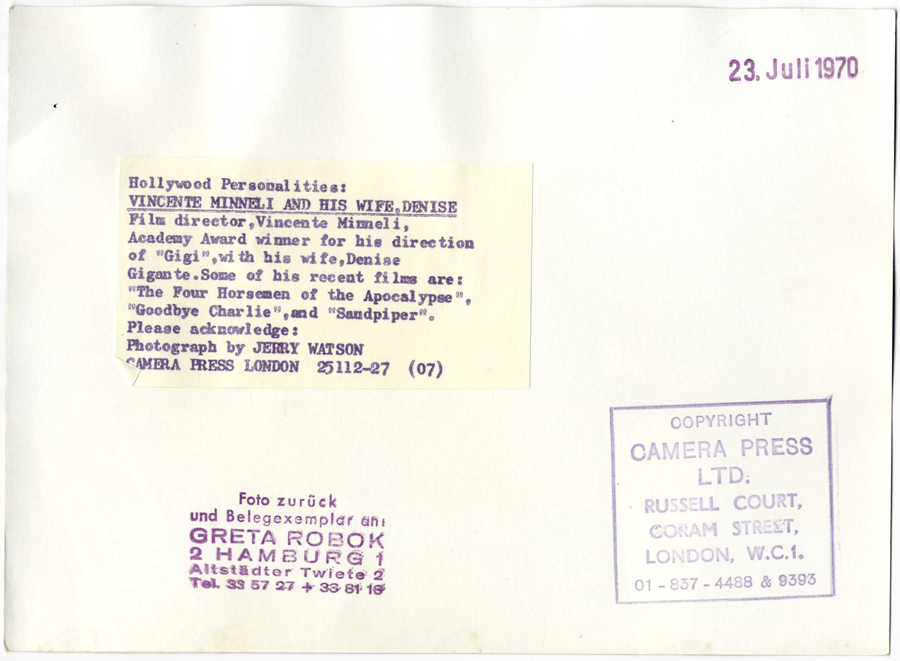 23. Juli 1970
Hollywood Personalities:
VINCENTE MINNELI AND HIS WIFE,DENISE
Film director,Vincente Minneli,
Academy Award winner for his direction
of "Gigi",with his wife,Denise
Gigante.Some of his recent films are:
"The Four Horsemen of the Apocalypse",
"Goodbye Charlie",and "Sandpiper".
Please acknowledge:
Photograph by JERRY WATSON
CAMERA PRESS LONDON 25112-27 (07)
Foto zurück
und Belegexemplar an:
GRETA ROBOK
2 HAMBURG 1
Altstädter Twiete 2
Tel. 33 57 27 + 33 81 18
COPYRIGHT
CAMERA PRESS
LTD.
RUSSELL COURT,
CORAM STREET,
LONDON, W.C.1.
01 - 837 - 4488 & 9393